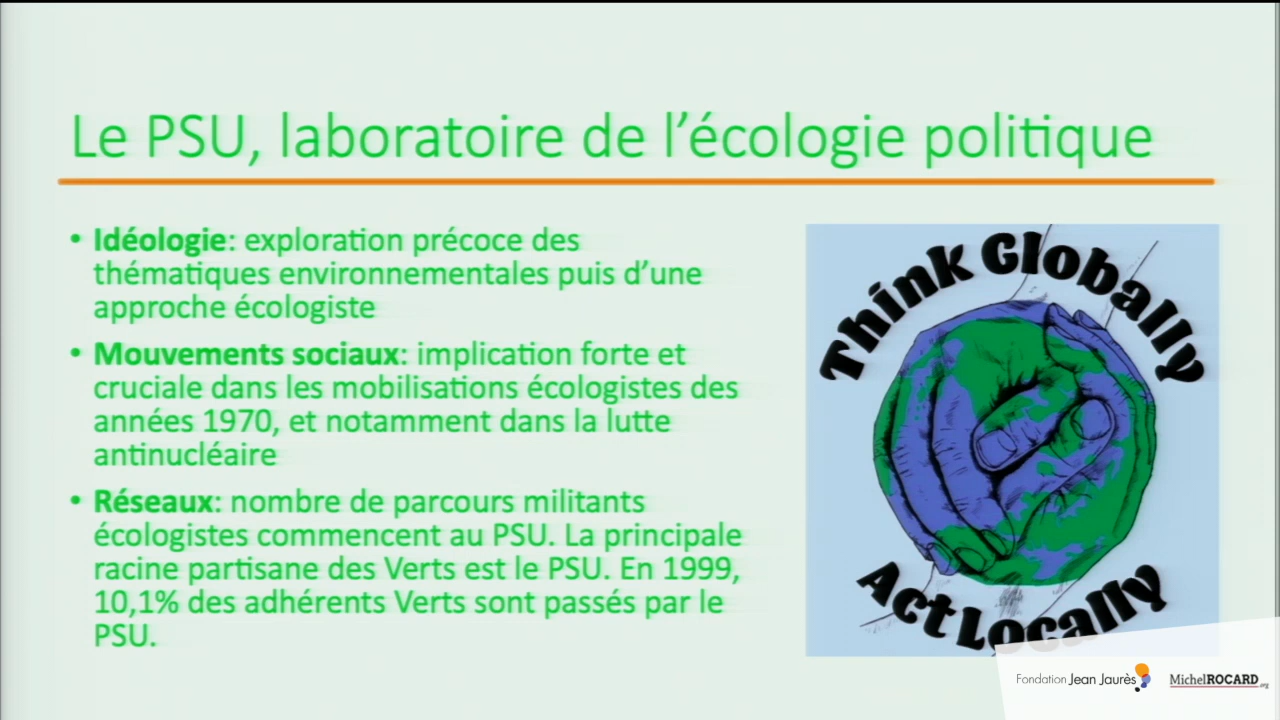 Le PSU, laboratoire de l’écologie politique
• Idéologie: exploration précoce des
thématiques environnementales puis d’une
approche écologiste
• Mouvements sociaux: implication forte et
cruciale dans les mobilisations écologistes des
années 1970, et notamment dans la lutte
antinucléaire
• Réseaux: nombre de parcours militants
écologistes commencent au PSU. La principale
racine partisane des Verts est le PSU. En 1999,
10,1% des adhérents Verts sont passés par le
PSU.
Think Globally
Act Locally
Fondation Jean Jaurès
MichelROCARD.org